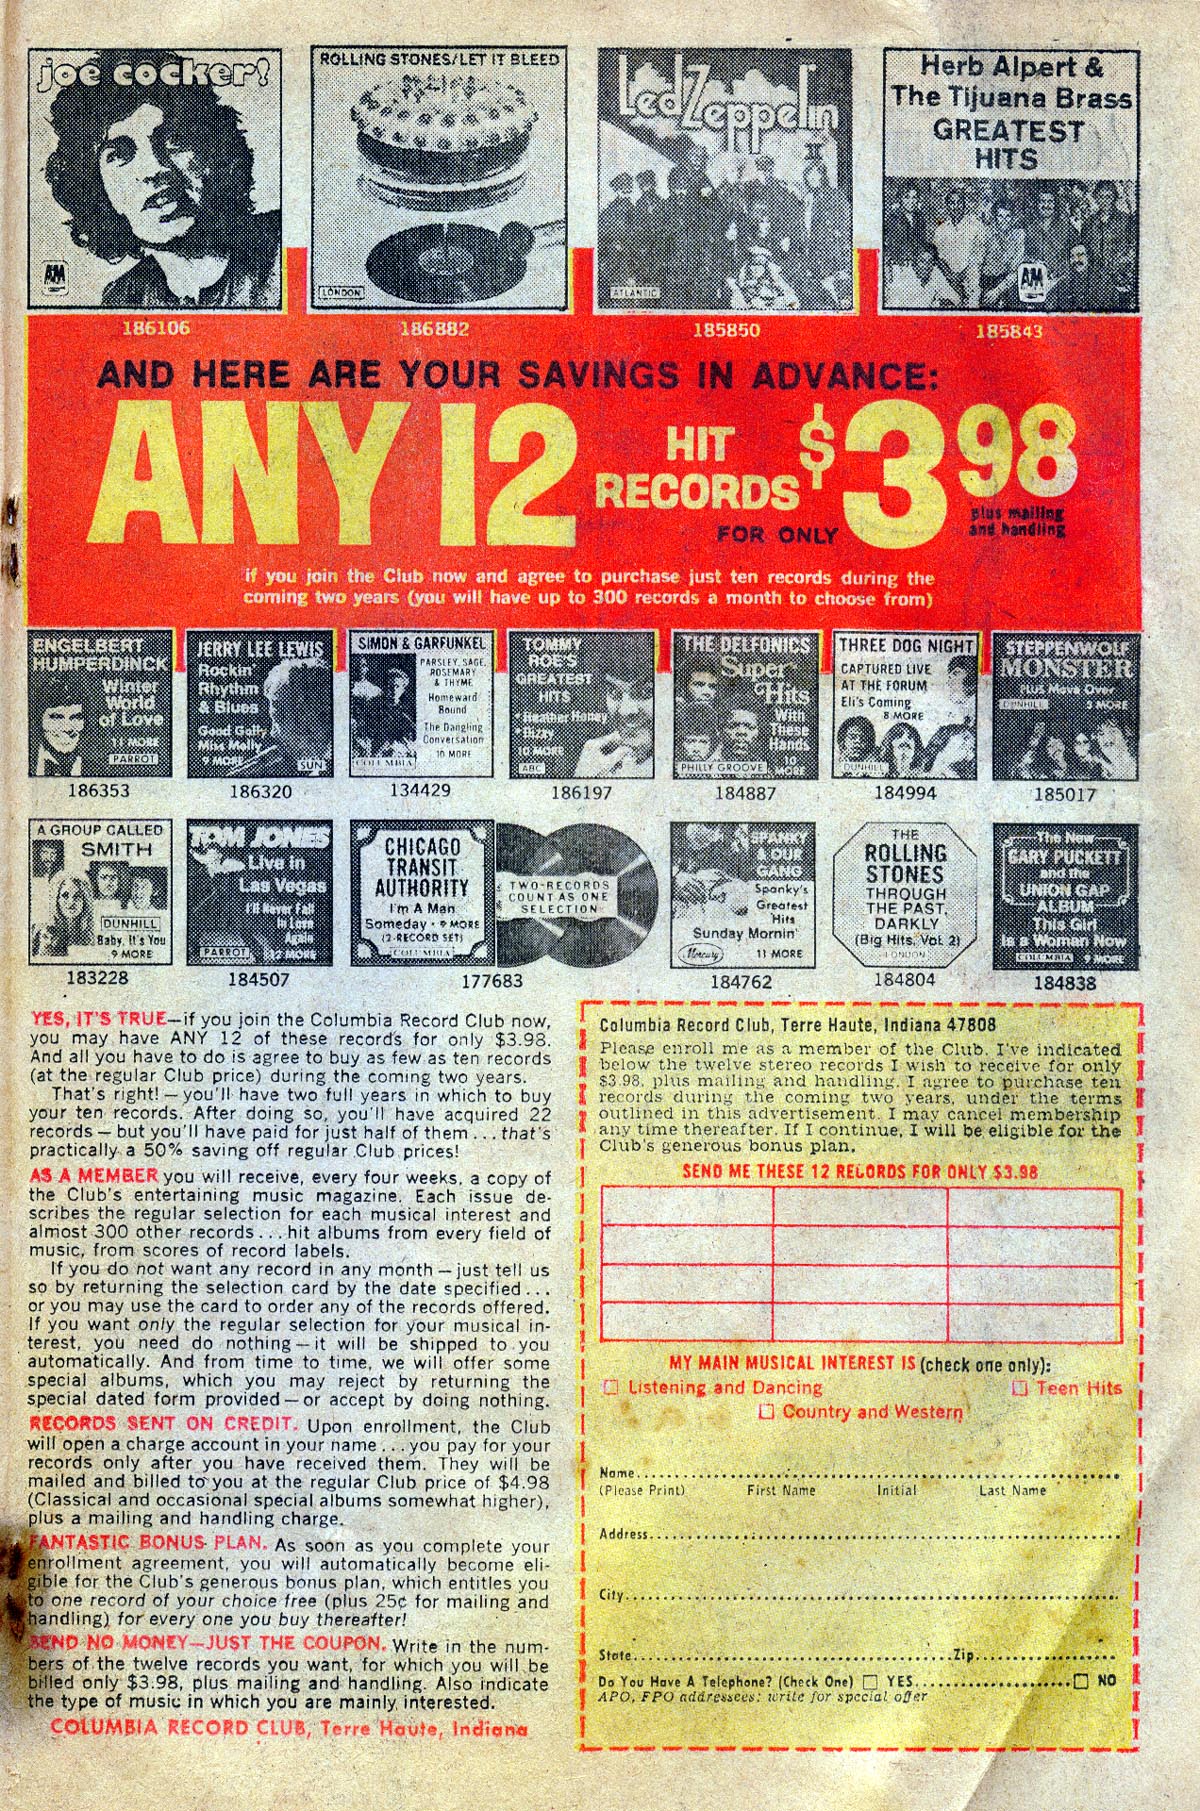 joe cocker!
A&M
186106
ROLLING STONES/LET IT BLEED
LONDON
186882
Led Zeppelin
II
ATLANTIC
185850
Herb Alpert &
The Tijuana Brass
GREATEST
HITS
A&M
185843
AND HERE ARE YOUR SAVINGS IN ADVANCE:
ANY 12 HIT RECORDS FOR ONLY $3.98
plus mailing
and handling
if you join the Club now and agree to purchase just ten records during the
coming two years (you will have up to 300 records a month to choose from)
ENGELBERT
HUMPERDINCK
Winter
World
of Love
11 MORE
PARROT
186353
JERRY LEE LEWIS
Rockin'
Rhythm
& Blues
Good Golly
Miss Molly
9 MORE
SUN
186320
SIMON & GARFUNKEL
PARSLEY, SAGE,
ROSEMARY
& THYME
Homeward
Bound
The Dangling
Conversation
10 MORE
COLUMBIA
134429
TOMMY
ROE'S
GREATEST
HITS
*Heather Honey
*Dizzy
10 MORE
ABC
186197
THE DELFONICS
Super
Hits
With
These
Hands
10
MORE
PHILLY GROOVE
184887
THREE DOG NIGHT
CAPTURED LIVE
AT THE FORUM
Eli's Coming
8 MORE
DUNHILL
184994
STEPPENWOLF
MONSTER
Plus Move Over
DUNHILL
3 MORE
185017
A GROUP CALLED
SMITH
DUNHILL
Baby, It's You
9 MORE
183228
TOM JONES
Live in
Las Vegas
I'll Never Fall
In Love
Again
12 MORE
PARROT
184507
CHICAGO
TRANSIT
AUTHORITY
I'm A Man
Someday • 9 MORE
(2-RECORD SET)
COLUMBIA
TWO-RECORDS
COUNT AS ONE
SELECTION
177683
SPANKY
& OUR
GANG
Spanky's
Greatest
Hits
Sunday Mornin'
Mercury
11 MORE
184762
THE
ROLLING
STONES
THROUGH
THE PAST,
DARKLY
(Big Hits, Vol. 2)
LONDON
184804
The New
GARY PUCKETT
and the
UNION GAP
ALBUM
This Girl
Is a Woman Now
COLUMBIA
9 MORE
184838
YES, IT'S TRUE—if you join the Columbia Record Club now,
you may have ANY 12 of these records for only $3.98.
And all you have to do is agree to buy as few as ten records
(at the regular Club price) during the coming two years.
That's right! — you'll have two full years in which to buy
your ten records. After doing so, you'll have acquired 22
records — but you'll have paid for just half of them . . . that's
practically a 50% saving off regular Club prices!
AS A MEMBER you will receive, every four weeks, a copy of
the Club's entertaining music magazine. Each issue de-
scribes the regular selection for each musical interest and
almost 300 other records . . . hit albums from every field of
music, from scores of record labels.
If you do not want any record in any month — just tell us
so by returning the selection card by the date specified . . .
or you may use the card to order any of the records offered.
If you want only the regular selection for your musical in-
terest, you need do nothing — it will be shipped to you
automatically. And from time to time, we will offer some
special albums, which you may reject by returning the
special dated form provided — or accept by doing nothing.
RECORDS SENT ON CREDIT. Upon enrollment, the Club
will open a charge account in your name . . . you pay for your
records only after you have received them. They will be
mailed and billed to you at the regular Club price of $4.98
(Classical and occasional special albums somewhat higher),
plus a mailing and handling charge.
FANTASTIC BONUS PLAN. As soon as you complete your
enrollment agreement, you will automatically become eli-
gible for the Club's generous bonus plan, which entitles you
to one record of your choice free (plus 25¢ for mailing and
handling) for every one you buy thereafter!
SEND NO MONEY—JUST THE COUPON. Write in the num-
bers of the twelve records you want, for which you will be
billed only $3.98, plus mailing and handling. Also indicate
the type of music in which you are mainly interested.
COLUMBIA RECORD CLUB, Terre Haute, Indiana
Columbia Record Club, Terre Haute, Indiana 47808
Please enroll me as a member of the Club. I've indicated
below the twelve stereo records I wish to receive for only
$3.98, plus mailing and handling. I agree to purchase ten
records during the coming two years, under the terms
outlined in this advertisement. I may cancel membership
any time thereafter. If I continue, I will be eligible for the
Club's generous bonus plan.
SEND ME THESE 12 RECORDS FOR ONLY $3.98
MY MAIN MUSICAL INTEREST IS (check one only):
☐ Listening and Dancing ☐ Teen Hits
☐ Country and Western
Name
(Please Print) First Name Initial Last Name
Address
City
State Zip
Do You Have A Telephone? (Check One) ☐ YES ☐ NO
APO, FPO addressees: write for special offer